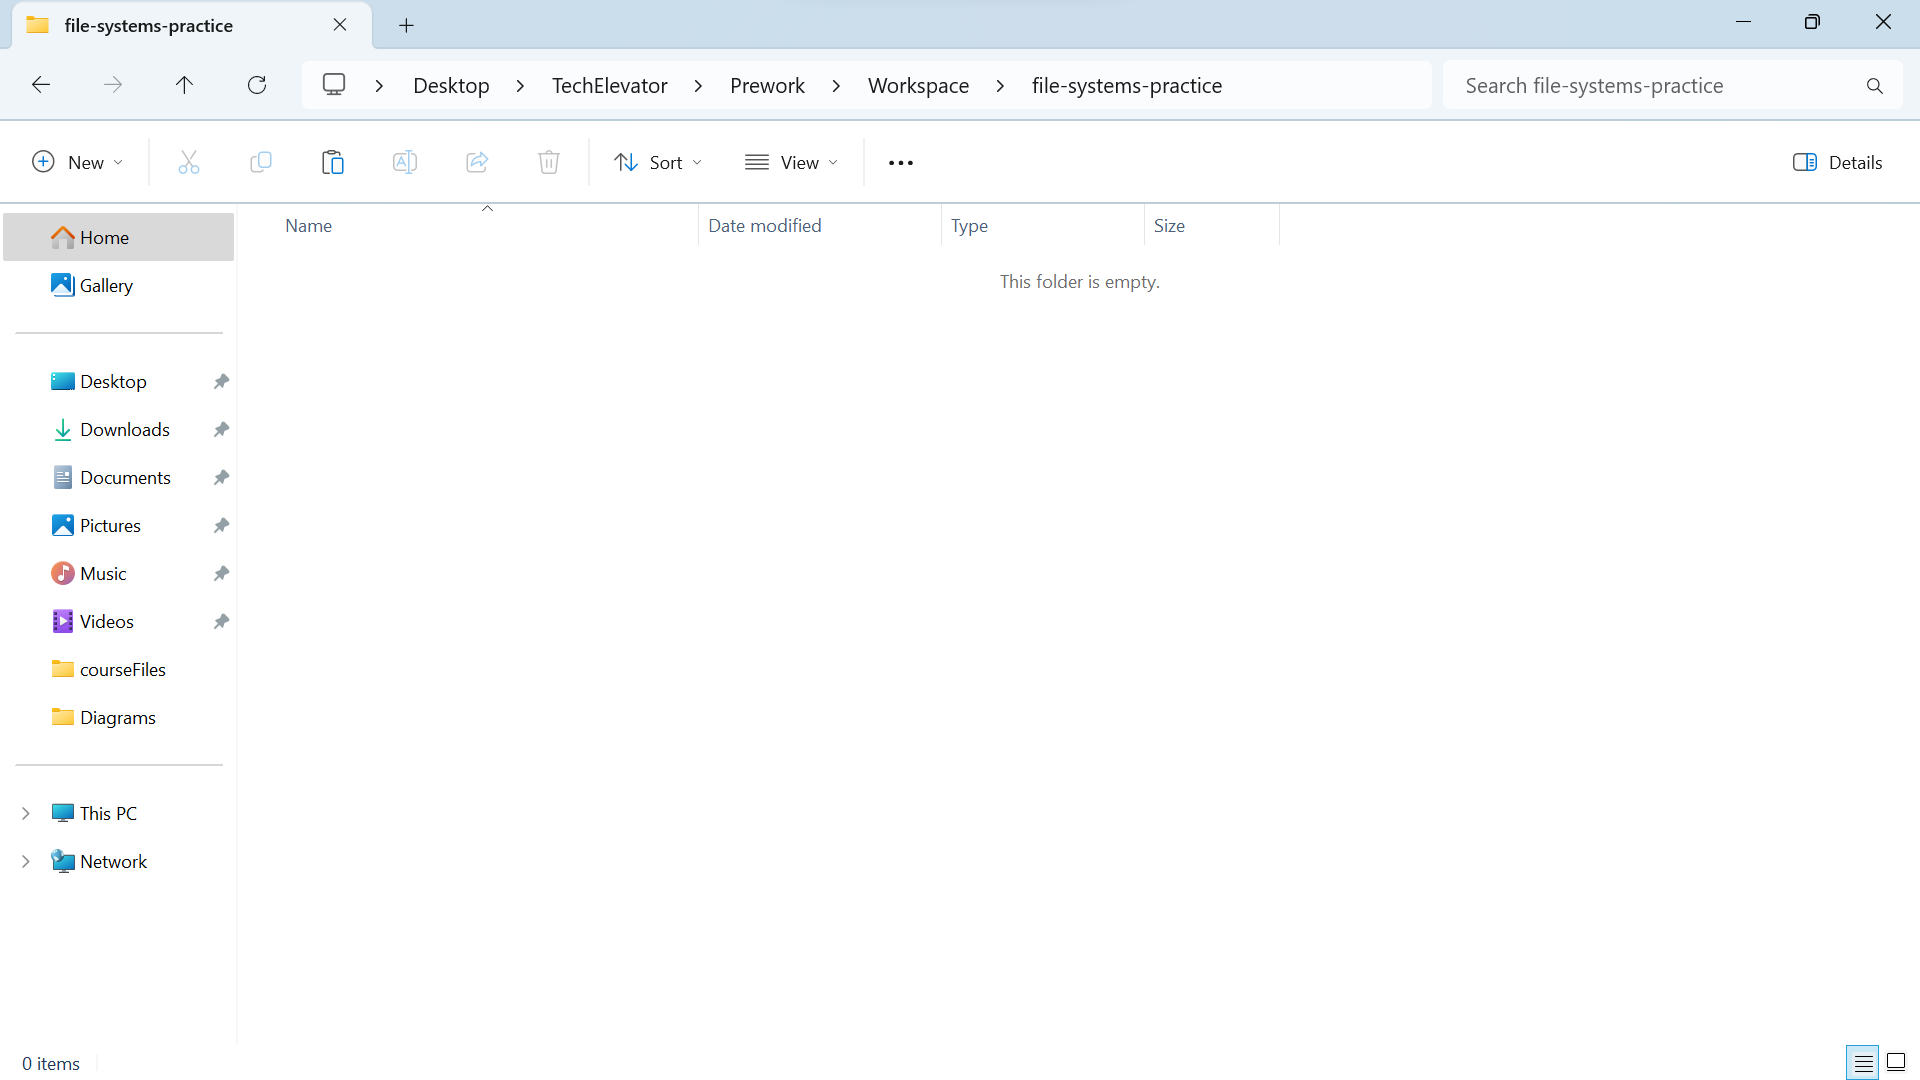 file-systems-practice
Desktop > TechElevator > Prework > Workspace > file-systems-practice
Search file-systems-practice
New
Sort
View
Details
Name
Date modified
Type
Size
This folder is empty.
Home
Gallery
Desktop
Downloads
Documents
Pictures
Music
Videos
courseFiles
Diagrams
This PC
Network
0 items